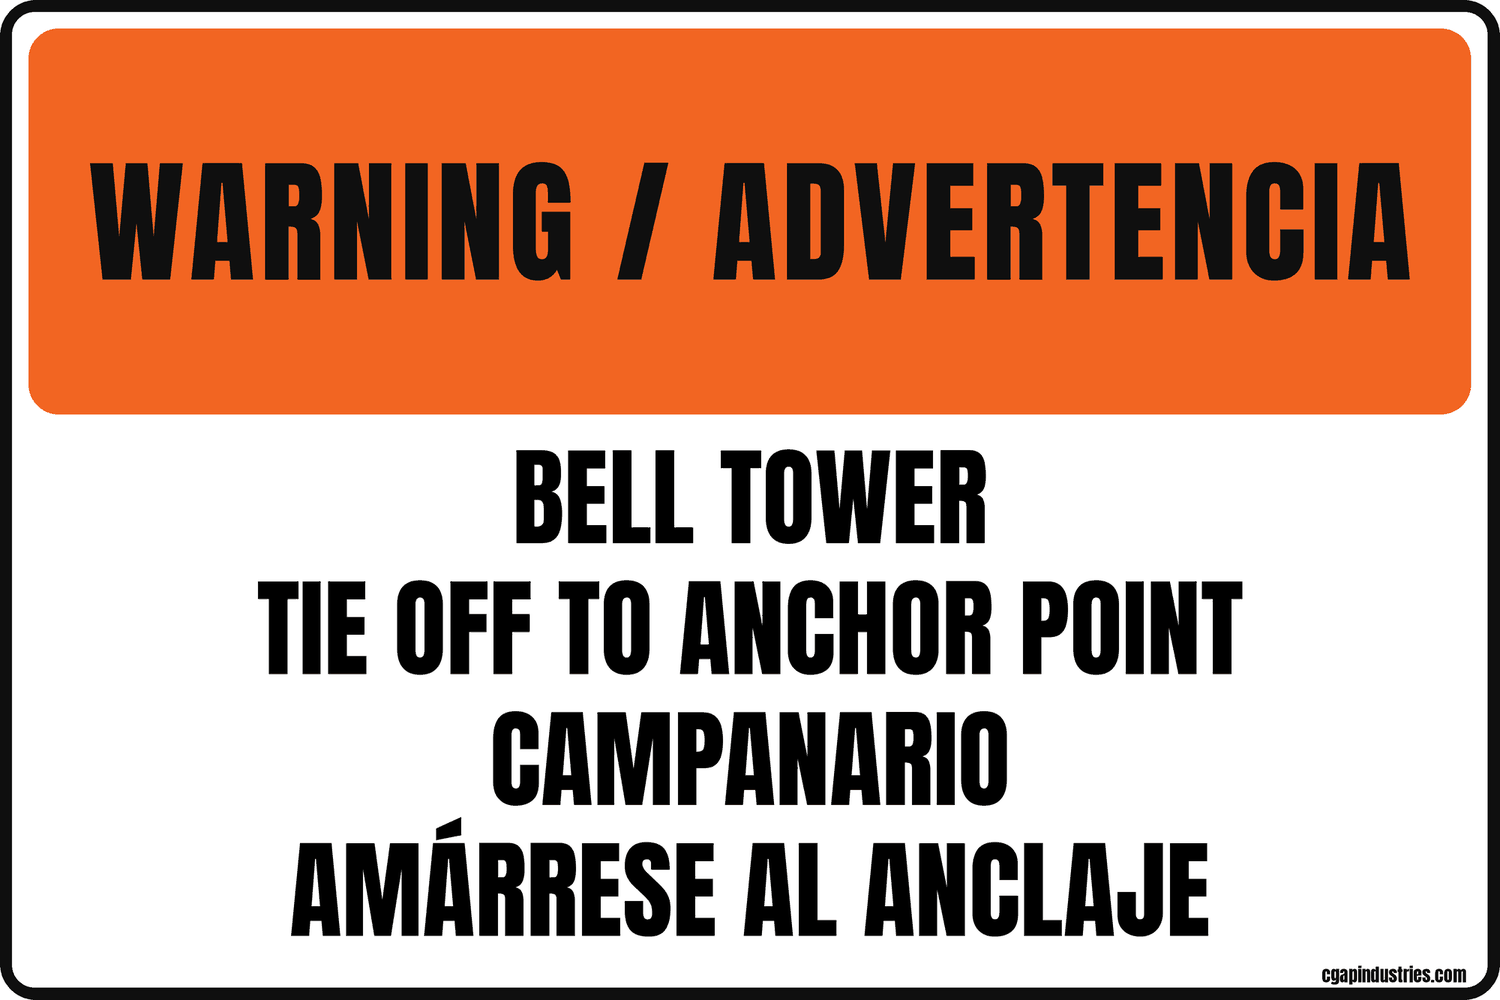 WARNING / ADVERTENCIA
BELL TOWER
TIE OFF TO ANCHOR POINT
CAMPANARIO
AMÁRRESE AL ANCLAJE
cgapindustries.com